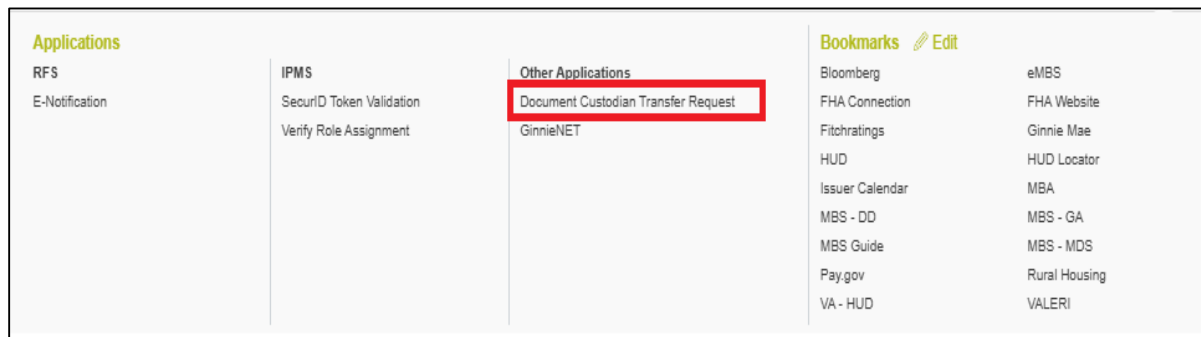 Applications
RFS
E-Notification
IPMS
SecurID Token Validation
Verify Role Assignment
Other Applications
Document Custodian Transfer Request
GinnieNET
Bookmarks Edit
Bloomberg eMBS
FHA Connection FHA Website
Fitchratings Ginnie Mae
HUD HUD Locator
Issuer Calendar MBA
MBS - DD MBS - GA
MBS Guide MBS - MDS
Pay.gov Rural Housing
VA - HUD VALERI